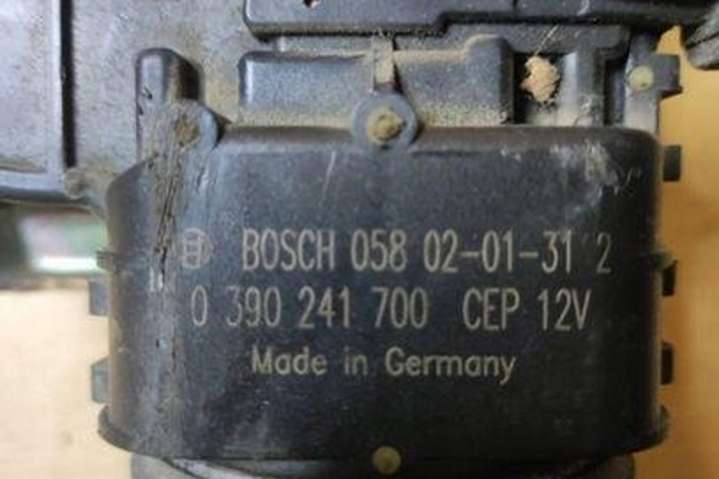 BOSCH 058 02-01-31 2
0 390 241 700 CEP 12V
Made in Germany